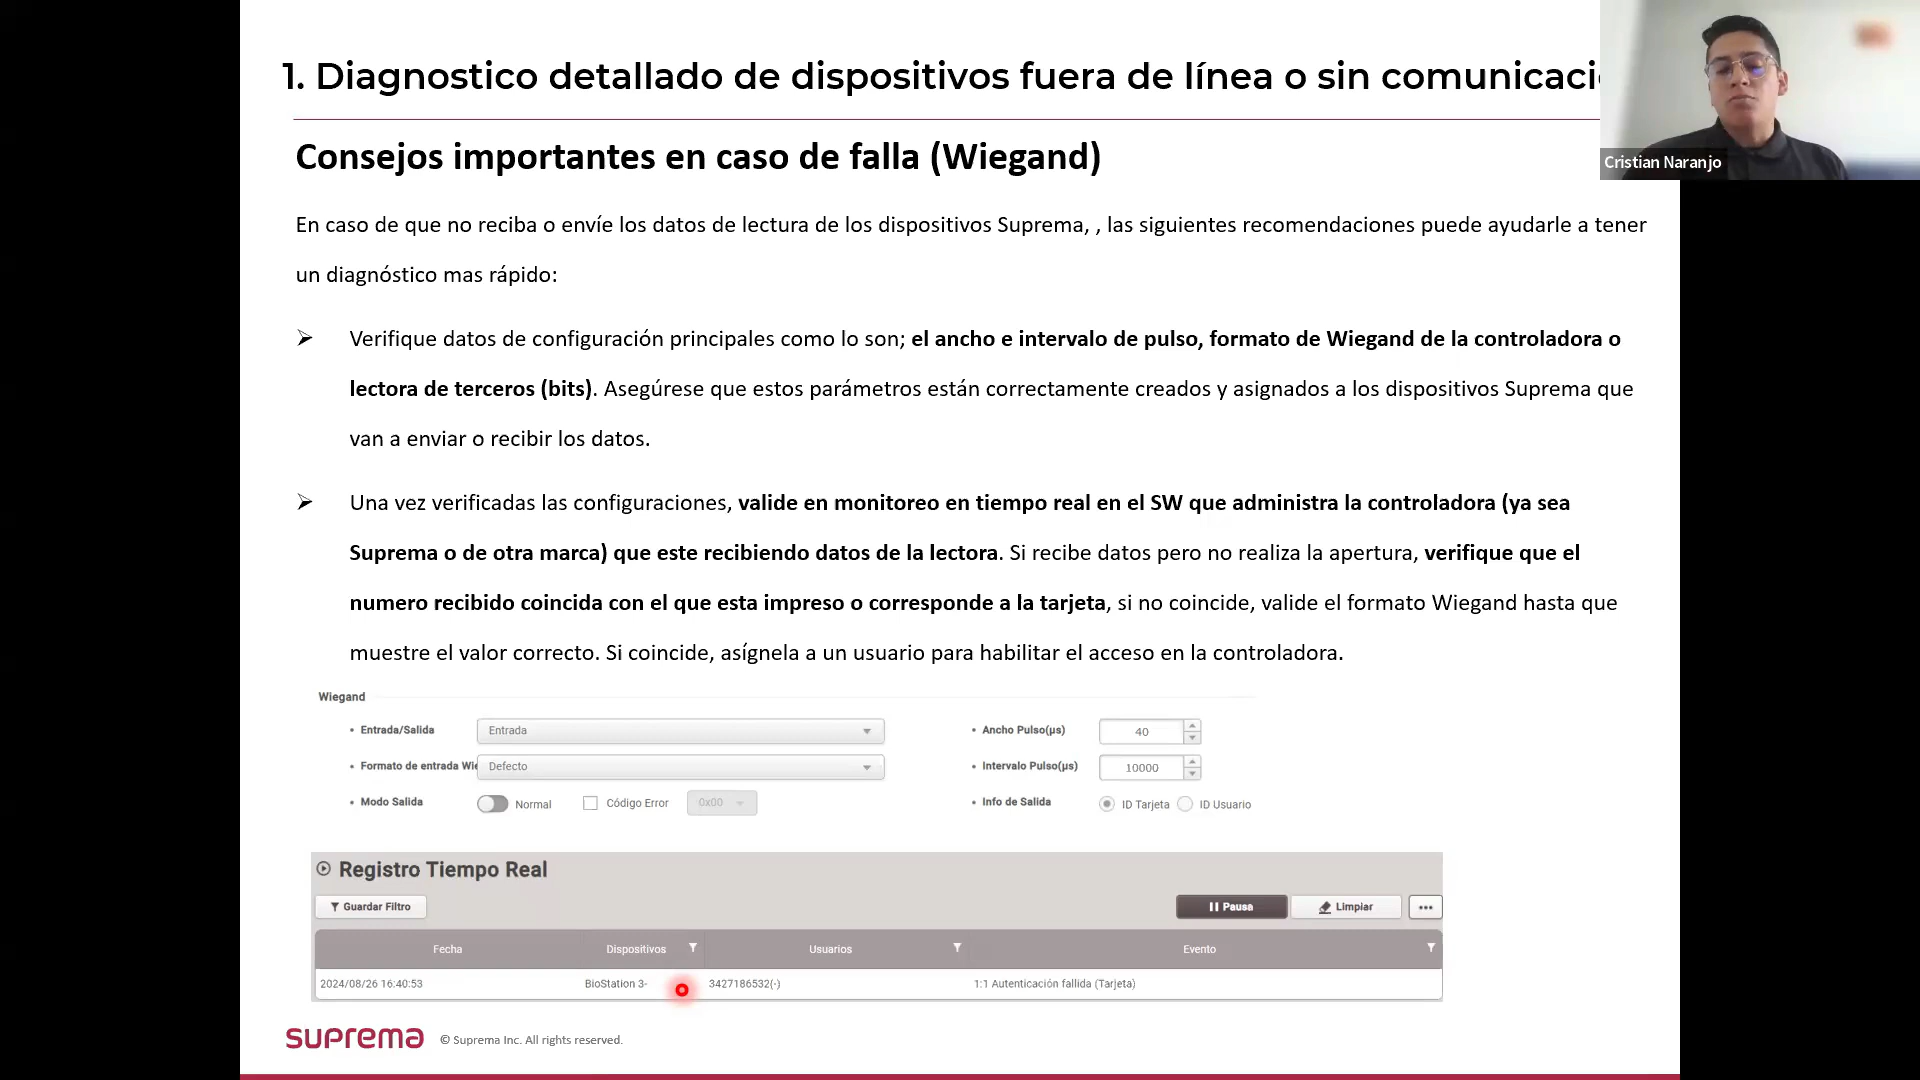 1. Diagnostico detallado de dispositivos fuera de línea o sin comunicaci
Cristian Naranjo
Consejos importantes en caso de falla (Wiegand)
En caso de que no reciba o envíe los datos de lectura de los dispositivos Suprema, , las siguientes recomendaciones puede ayudarle a tener
un diagnóstico mas rápido:
Verifique datos de configuración principales como lo son; el ancho e intervalo de pulso, formato de Wiegand de la controladora o
lectora de terceros (bits). Asegúrese que estos parámetros están correctamente creados y asignados a los dispositivos Suprema que
van a enviar o recibir los datos.
Una vez verificadas las configuraciones, valide en monitoreo en tiempo real en el SW que administra la controladora (ya sea
Suprema o de otra marca) que este recibiendo datos de la lectora. Si recibe datos pero no realiza la apertura, verifique que el
numero recibido coincida con el que esta impreso o corresponde a la tarjeta, si no coincide, valide el formato Wiegand hasta que
muestre el valor correcto. Si coincide, asígnela a un usuario para habilitar el acceso en la controladora.
Wiegand
• Entrada/Salida Entrada • Ancho Pulso(µs) 40
• Formato de entrada Wie Defecto • Intervalo Pulso(µs) 10000
• Modo Salida Normal Código Error 0x00 • Info de Salida ID Tarjeta ID Usuario
Registro Tiempo Real
Guardar Filtro Pausa Limpiar ...
Fecha Dispositivos Usuarios Evento
2024/08/26 16:40:53 BioStation 3- 3427186532(-) 1:1 Autenticación fallida (Tarjeta)
suprema © Suprema Inc. All rights reserved.